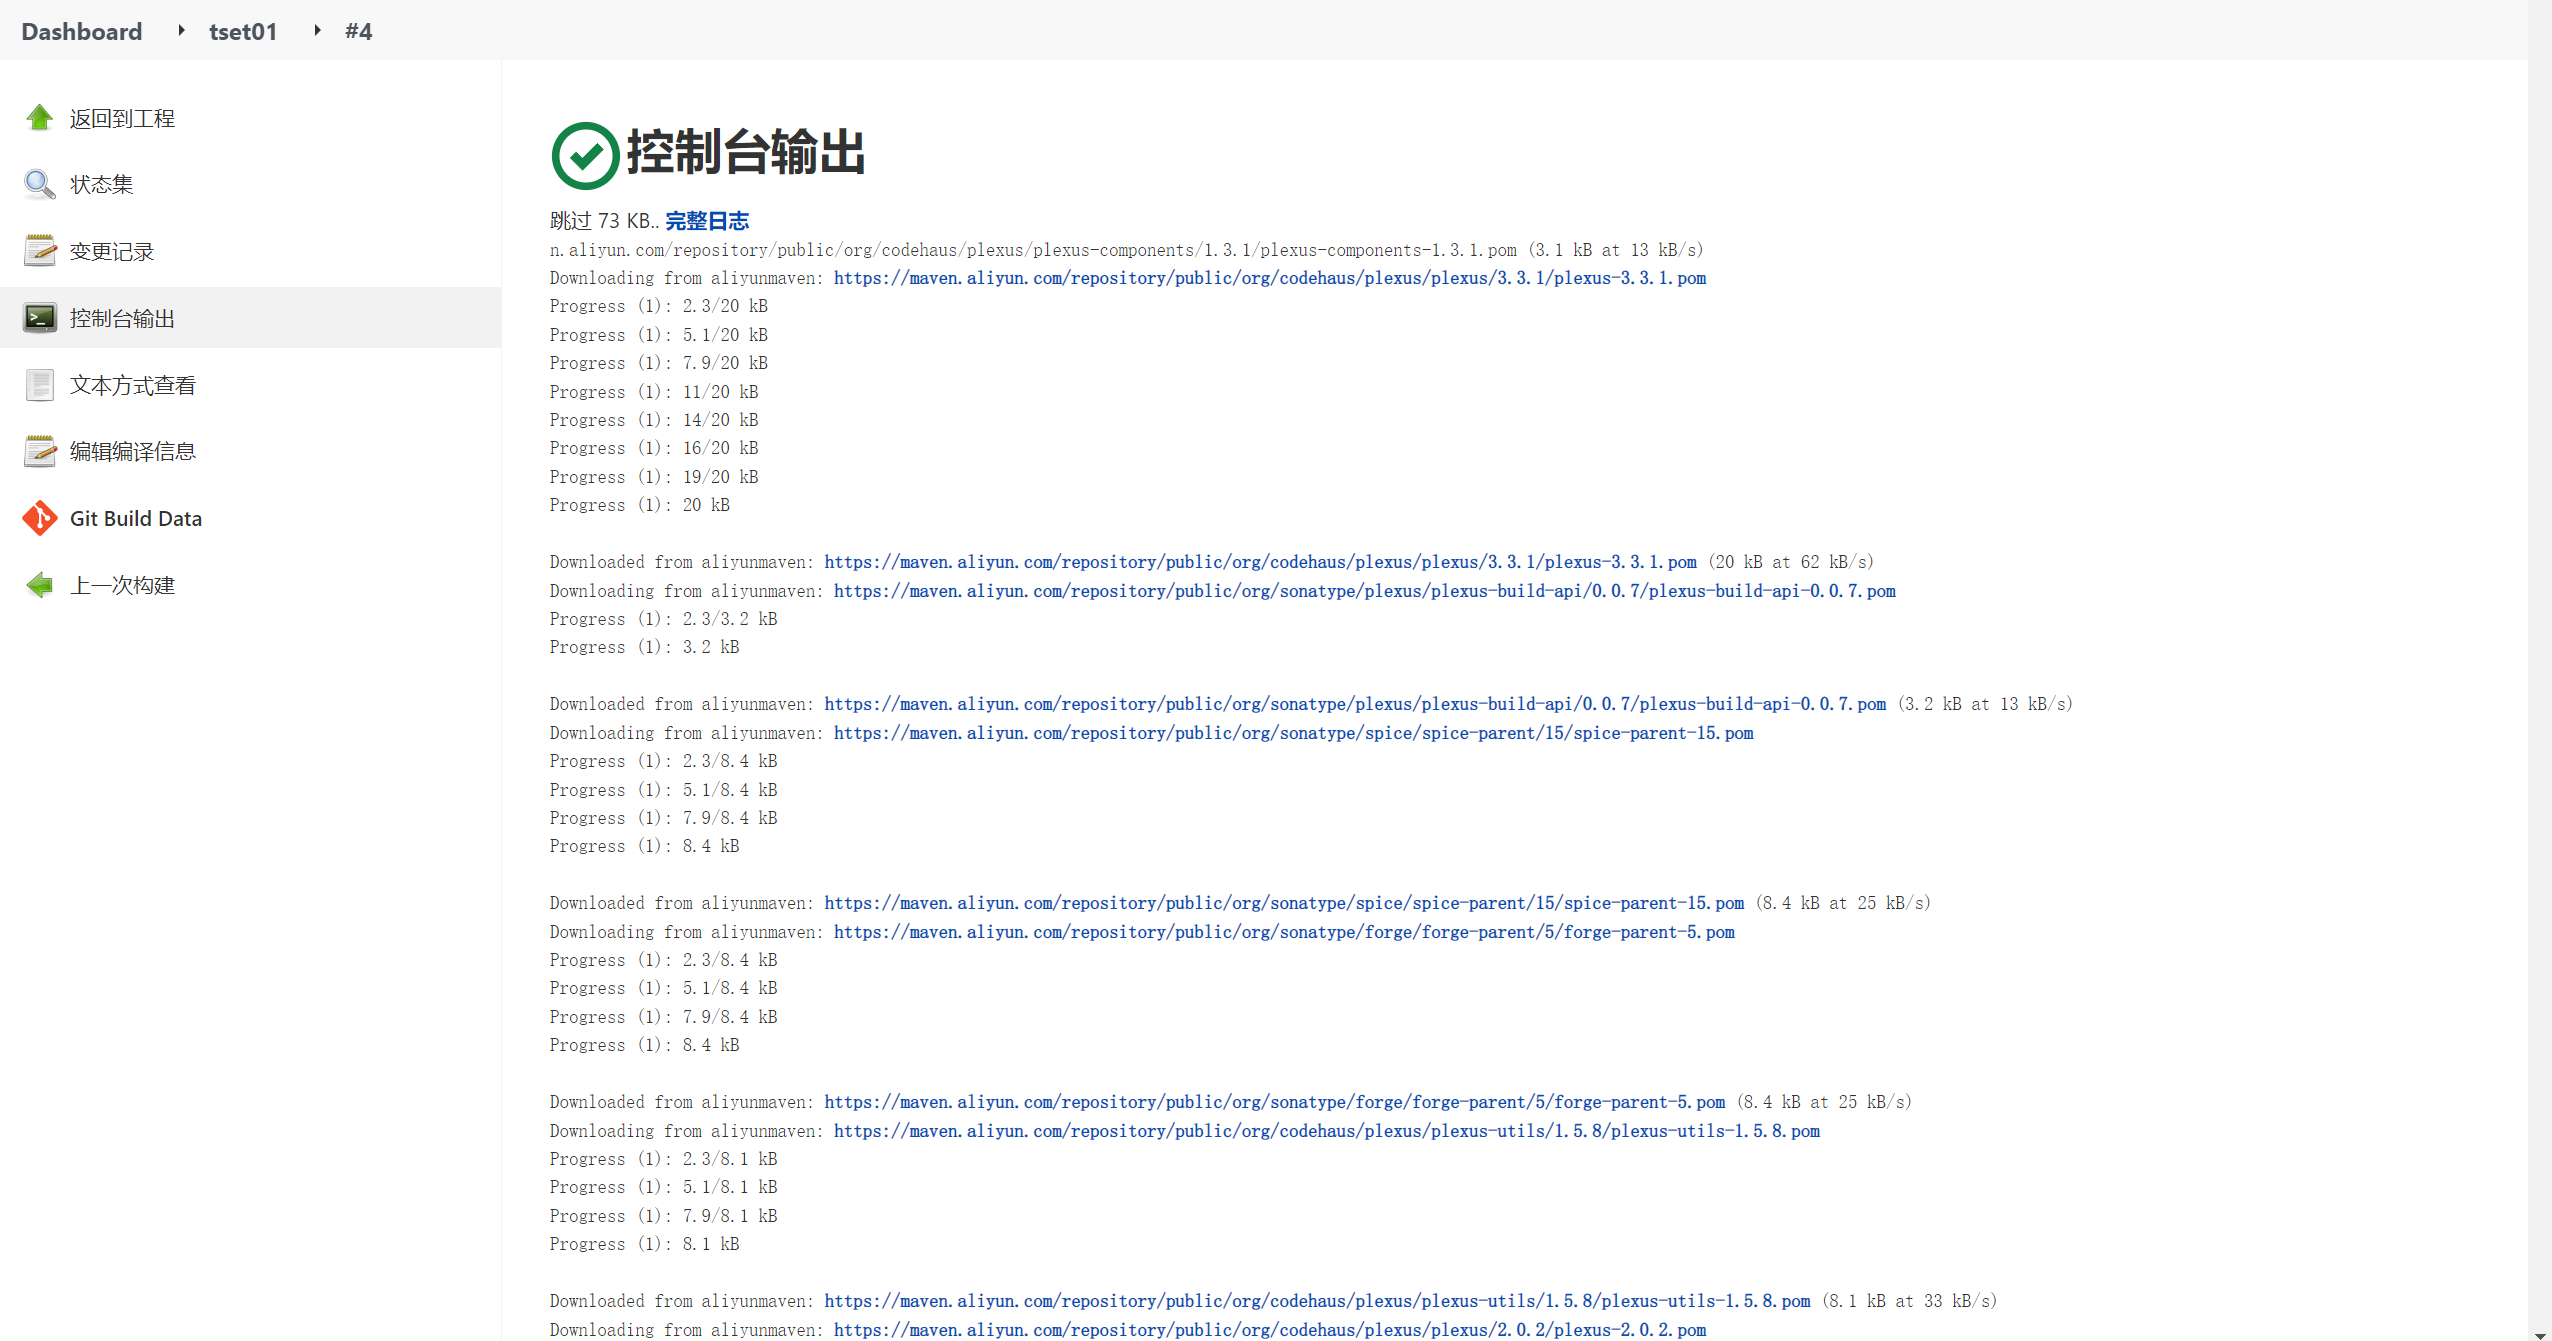 Dashboard
tset01
#4
返回到工程
状态集
变更记录
控制台输出
文本方式查看
编辑编译信息
Git Build Data
上一次构建
控制台输出
跳过 73 KB.. 完整日志
n.aliyun.com/repository/public/org/codehaus/plexus/plexus-components/1.3.1/plexus-components-1.3.1.pom (3.1 kB at 13 kB/s)
Downloading from aliyunmaven: https://maven.aliyun.com/repository/public/org/codehaus/plexus/plexus/3.3.1/plexus-3.3.1.pom
Progress (1): 2.3/20 kB
Progress (1): 5.1/20 kB
Progress (1): 7.9/20 kB
Progress (1): 11/20 kB
Progress (1): 14/20 kB
Progress (1): 16/20 kB
Progress (1): 19/20 kB
Progress (1): 20 kB
Downloaded from aliyunmaven: https://maven.aliyun.com/repository/public/org/codehaus/plexus/plexus/3.3.1/plexus-3.3.1.pom (20 kB at 62 kB/s)
Downloading from aliyunmaven: https://maven.aliyun.com/repository/public/org/sonatype/plexus/plexus-build-api/0.0.7/plexus-build-api-0.0.7.pom
Progress (1): 2.3/3.2 kB
Progress (1): 3.2 kB
Downloaded from aliyunmaven: https://maven.aliyun.com/repository/public/org/sonatype/plexus/plexus-build-api/0.0.7/plexus-build-api-0.0.7.pom (3.2 kB at 13 kB/s)
Downloading from aliyunmaven: https://maven.aliyun.com/repository/public/org/sonatype/spice/spice-parent/15/spice-parent-15.pom
Progress (1): 2.3/8.4 kB
Progress (1): 5.1/8.4 kB
Progress (1): 7.9/8.4 kB
Progress (1): 8.4 kB
Downloaded from aliyunmaven: https://maven.aliyun.com/repository/public/org/sonatype/spice/spice-parent/15/spice-parent-15.pom (8.4 kB at 25 kB/s)
Downloading from aliyunmaven: https://maven.aliyun.com/repository/public/org/sonatype/forge/forge-parent/5/forge-parent-5.pom
Progress (1): 2.3/8.4 kB
Progress (1): 5.1/8.4 kB
Progress (1): 7.9/8.4 kB
Progress (1): 8.4 kB
Downloaded from aliyunmaven: https://maven.aliyun.com/repository/public/org/sonatype/forge/forge-parent/5/forge-parent-5.pom (8.4 kB at 25 kB/s)
Downloading from aliyunmaven: https://maven.aliyun.com/repository/public/org/codehaus/plexus/plexus-utils/1.5.8/plexus-utils-1.5.8.pom
Progress (1): 2.3/8.1 kB
Progress (1): 5.1/8.1 kB
Progress (1): 7.9/8.1 kB
Progress (1): 8.1 kB
Downloaded from aliyunmaven: https://maven.aliyun.com/repository/public/org/codehaus/plexus/plexus-utils/1.5.8/plexus-utils-1.5.8.pom (8.1 kB at 33 kB/s)
Downloading from aliyunmaven: https://maven.aliyun.com/repository/public/org/codehaus/plexus/plexus/2.0.2/plexus-2.0.2.pom